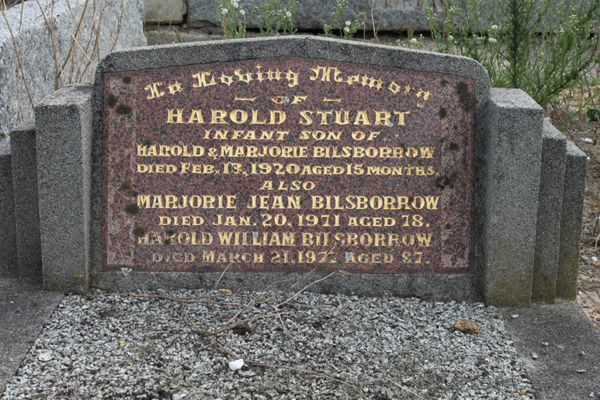 In Loving Memory
OF
HAROLD STUART
INFANT SON OF
HAROLD & MARJORIE BILSBORROW
DIED FEB. 13, 1920 AGED 15 MONTHS.
ALSO
MARJORIE JEAN BILSBORROW
DIED JAN. 20, 1971 AGED 78.
HAROLD WILLIAM BILSBORROW
DIED MARCH 21, 1977 AGED 87.